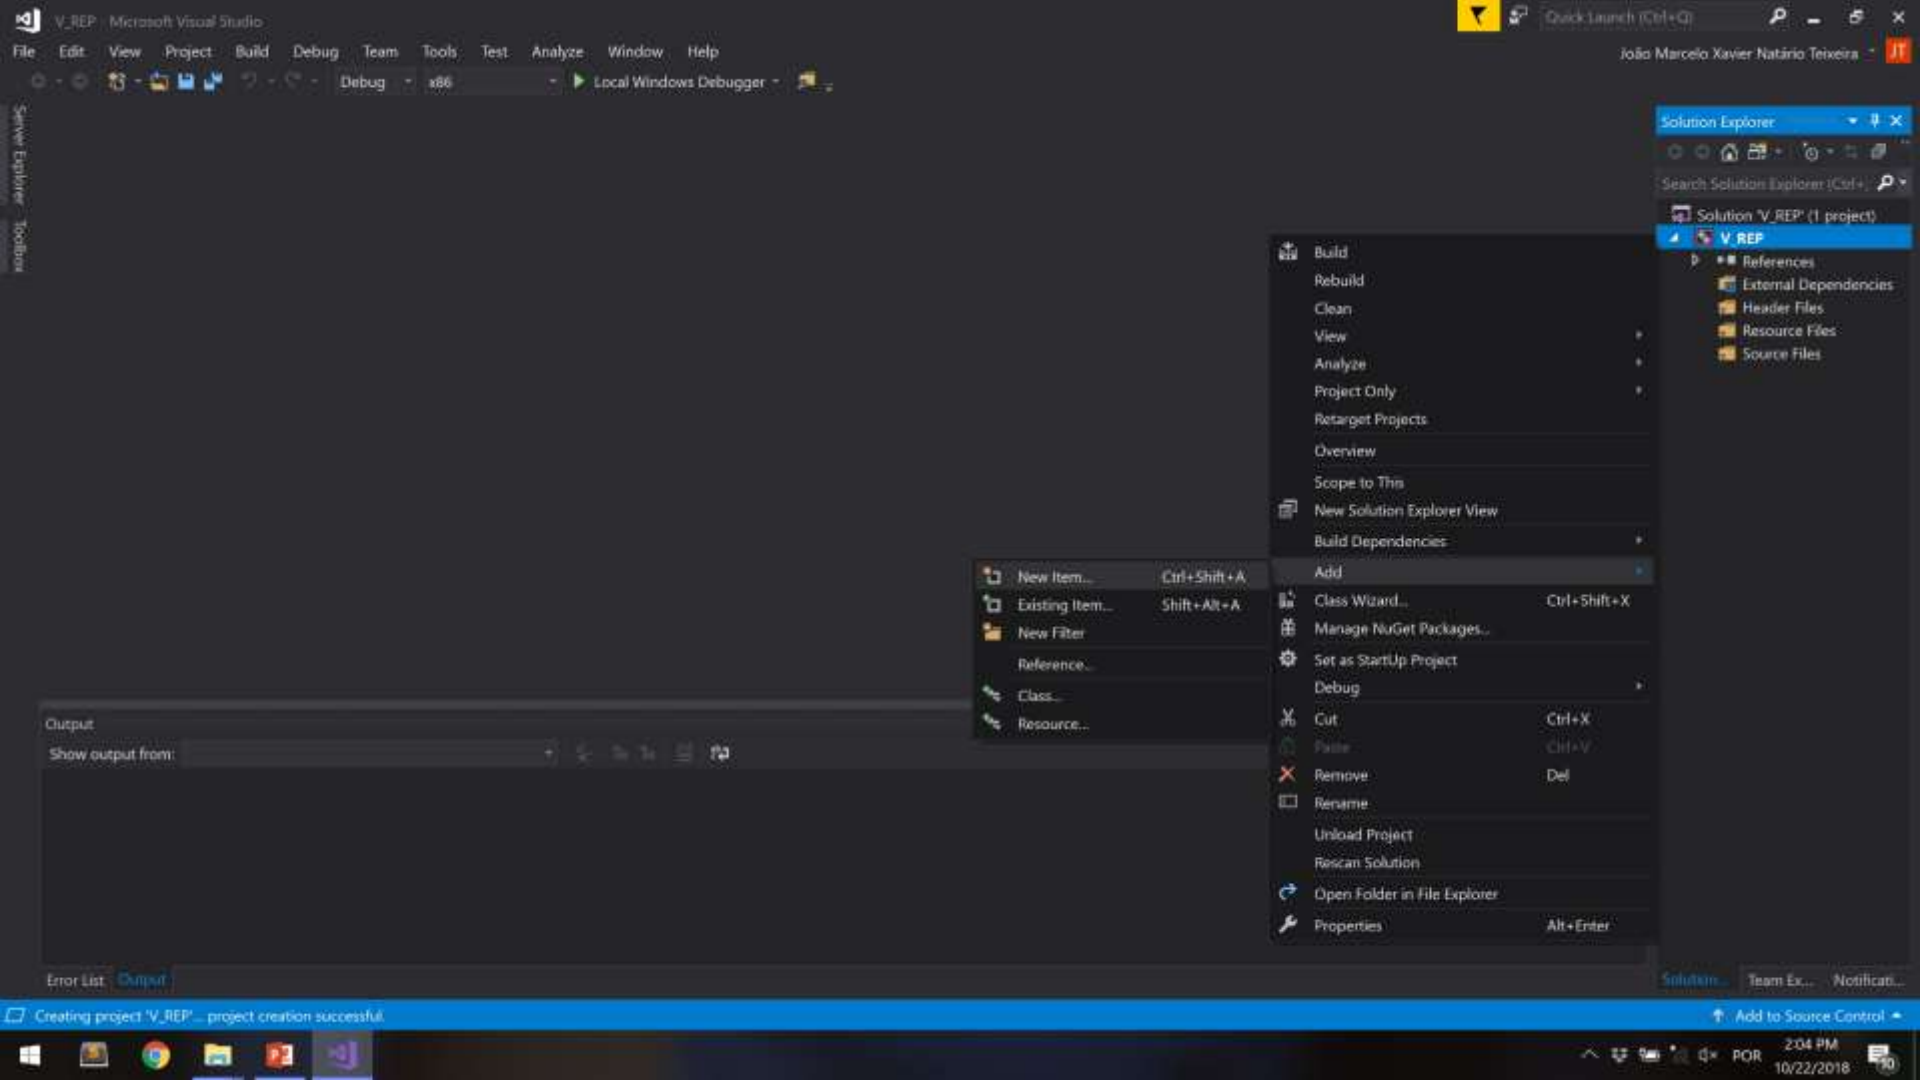 V_REP - Microsoft Visual Studio
Quick Launch (Ctrl+Q)
File Edit View Project Build Debug Team Tools Test Analyze Window Help
João Marcelo Xavier Natário Teixeira JT
Debug x86 Local Windows Debugger
Server Explorer
Toolbox
Solution Explorer
Search Solution Explorer (Ctrl+
Solution 'V_REP' (1 project)
V_REP
References
External Dependencies
Header Files
Resource Files
Source Files
Build
Rebuild
Clean
View
Analyze
Project Only
Retarget Projects
Overview
Scope to This
New Solution Explorer View
Build Dependencies
Add
Class Wizard... Ctrl+Shift+X
Manage NuGet Packages...
Set as StartUp Project
Debug
Cut Ctrl+X
Paste Ctrl+V
Remove Del
Rename
Unload Project
Rescan Solution
Open Folder in File Explorer
Properties Alt+Enter
New Item... Ctrl+Shift+A
Existing Item... Shift+Alt+A
New Filter
Reference...
Class...
Resource...
Output
Show output from:
Error List Output
Solution... Team Ex... Notificati...
Creating project 'V_REP'... project creation successful.
Add to Source Control
POR
2:04 PM
10/22/2018
10